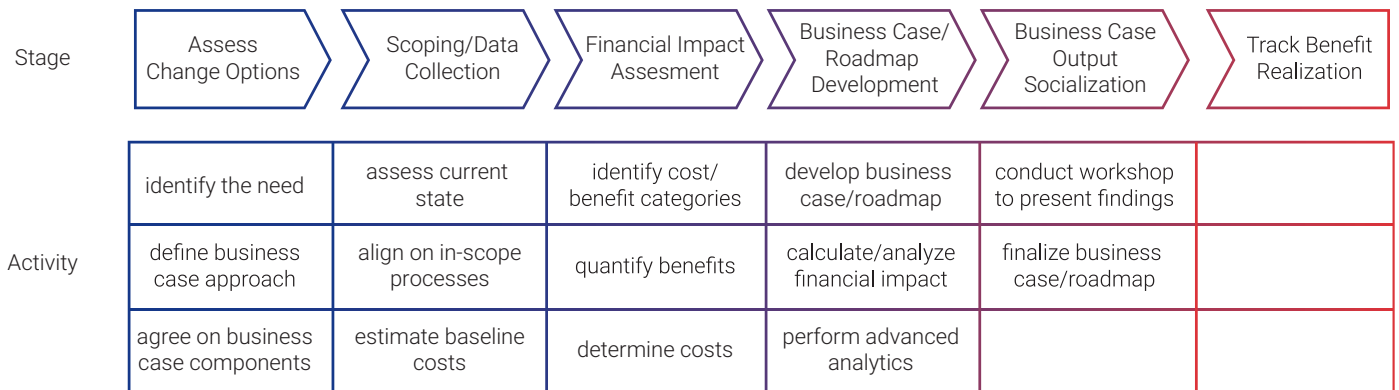 Stage
Assess
Change Options
Scoping/Data
Collection
Financial Impact
Assesment
Business Case/
Roadmap
Development
Business Case
Output
Socialization
Track Benefit
Realization
Activity
identify the need
assess current
state
identify cost/
benefit categories
develop business
case/roadmap
conduct workshop
to present findings
define business
case approach
align on in-scope
processes
quantify benefits
calculate/analyze
financial impact
finalize business
case/roadmap
agree on business
case components
estimate baseline
costs
determine costs
perform advanced
analytics